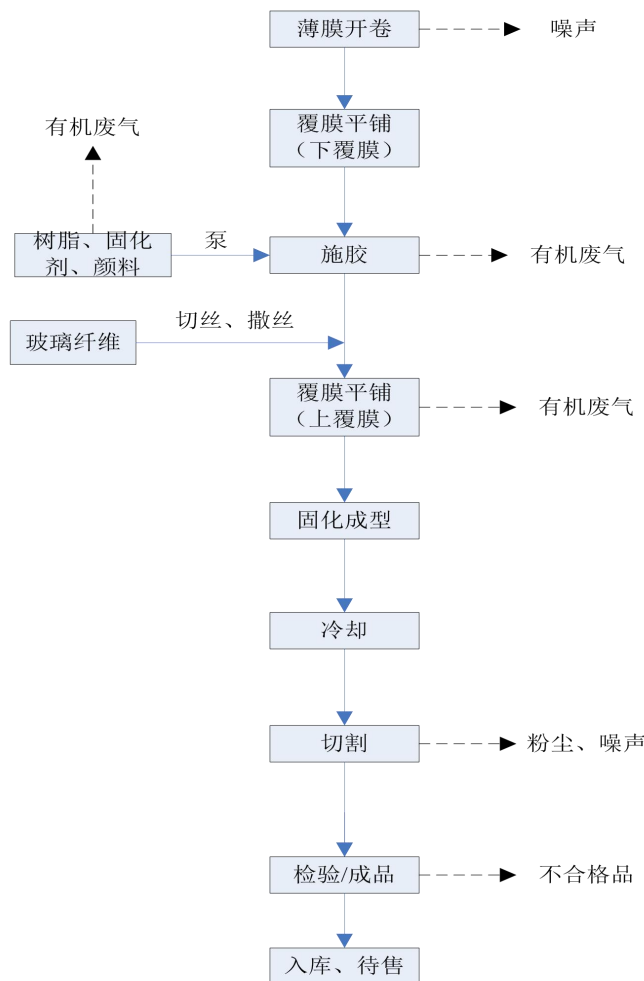 薄膜开卷
噪声
覆膜平铺
（下覆膜）
有机废气
树脂、固化
剂、颜料
泵
施胶
有机废气
切丝、撒丝
玻璃纤维
覆膜平铺
（上覆膜）
有机废气
固化成型
冷却
切割
粉尘、噪声
检验/成品
不合格品
入库、待售